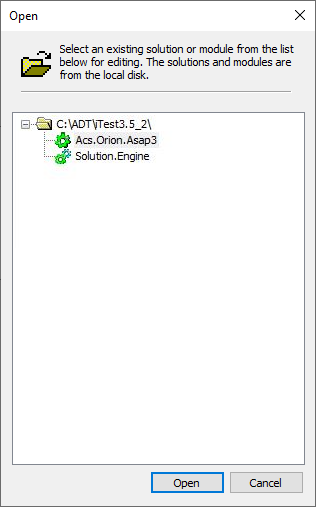 Open
Select an existing solution or module from the list
below for editing. The solutions and modules are
from the local disk.
C:\ADT\iTest3.5_2\
Acs.Orion.Asap3
Solution.Engine
Open
Cancel